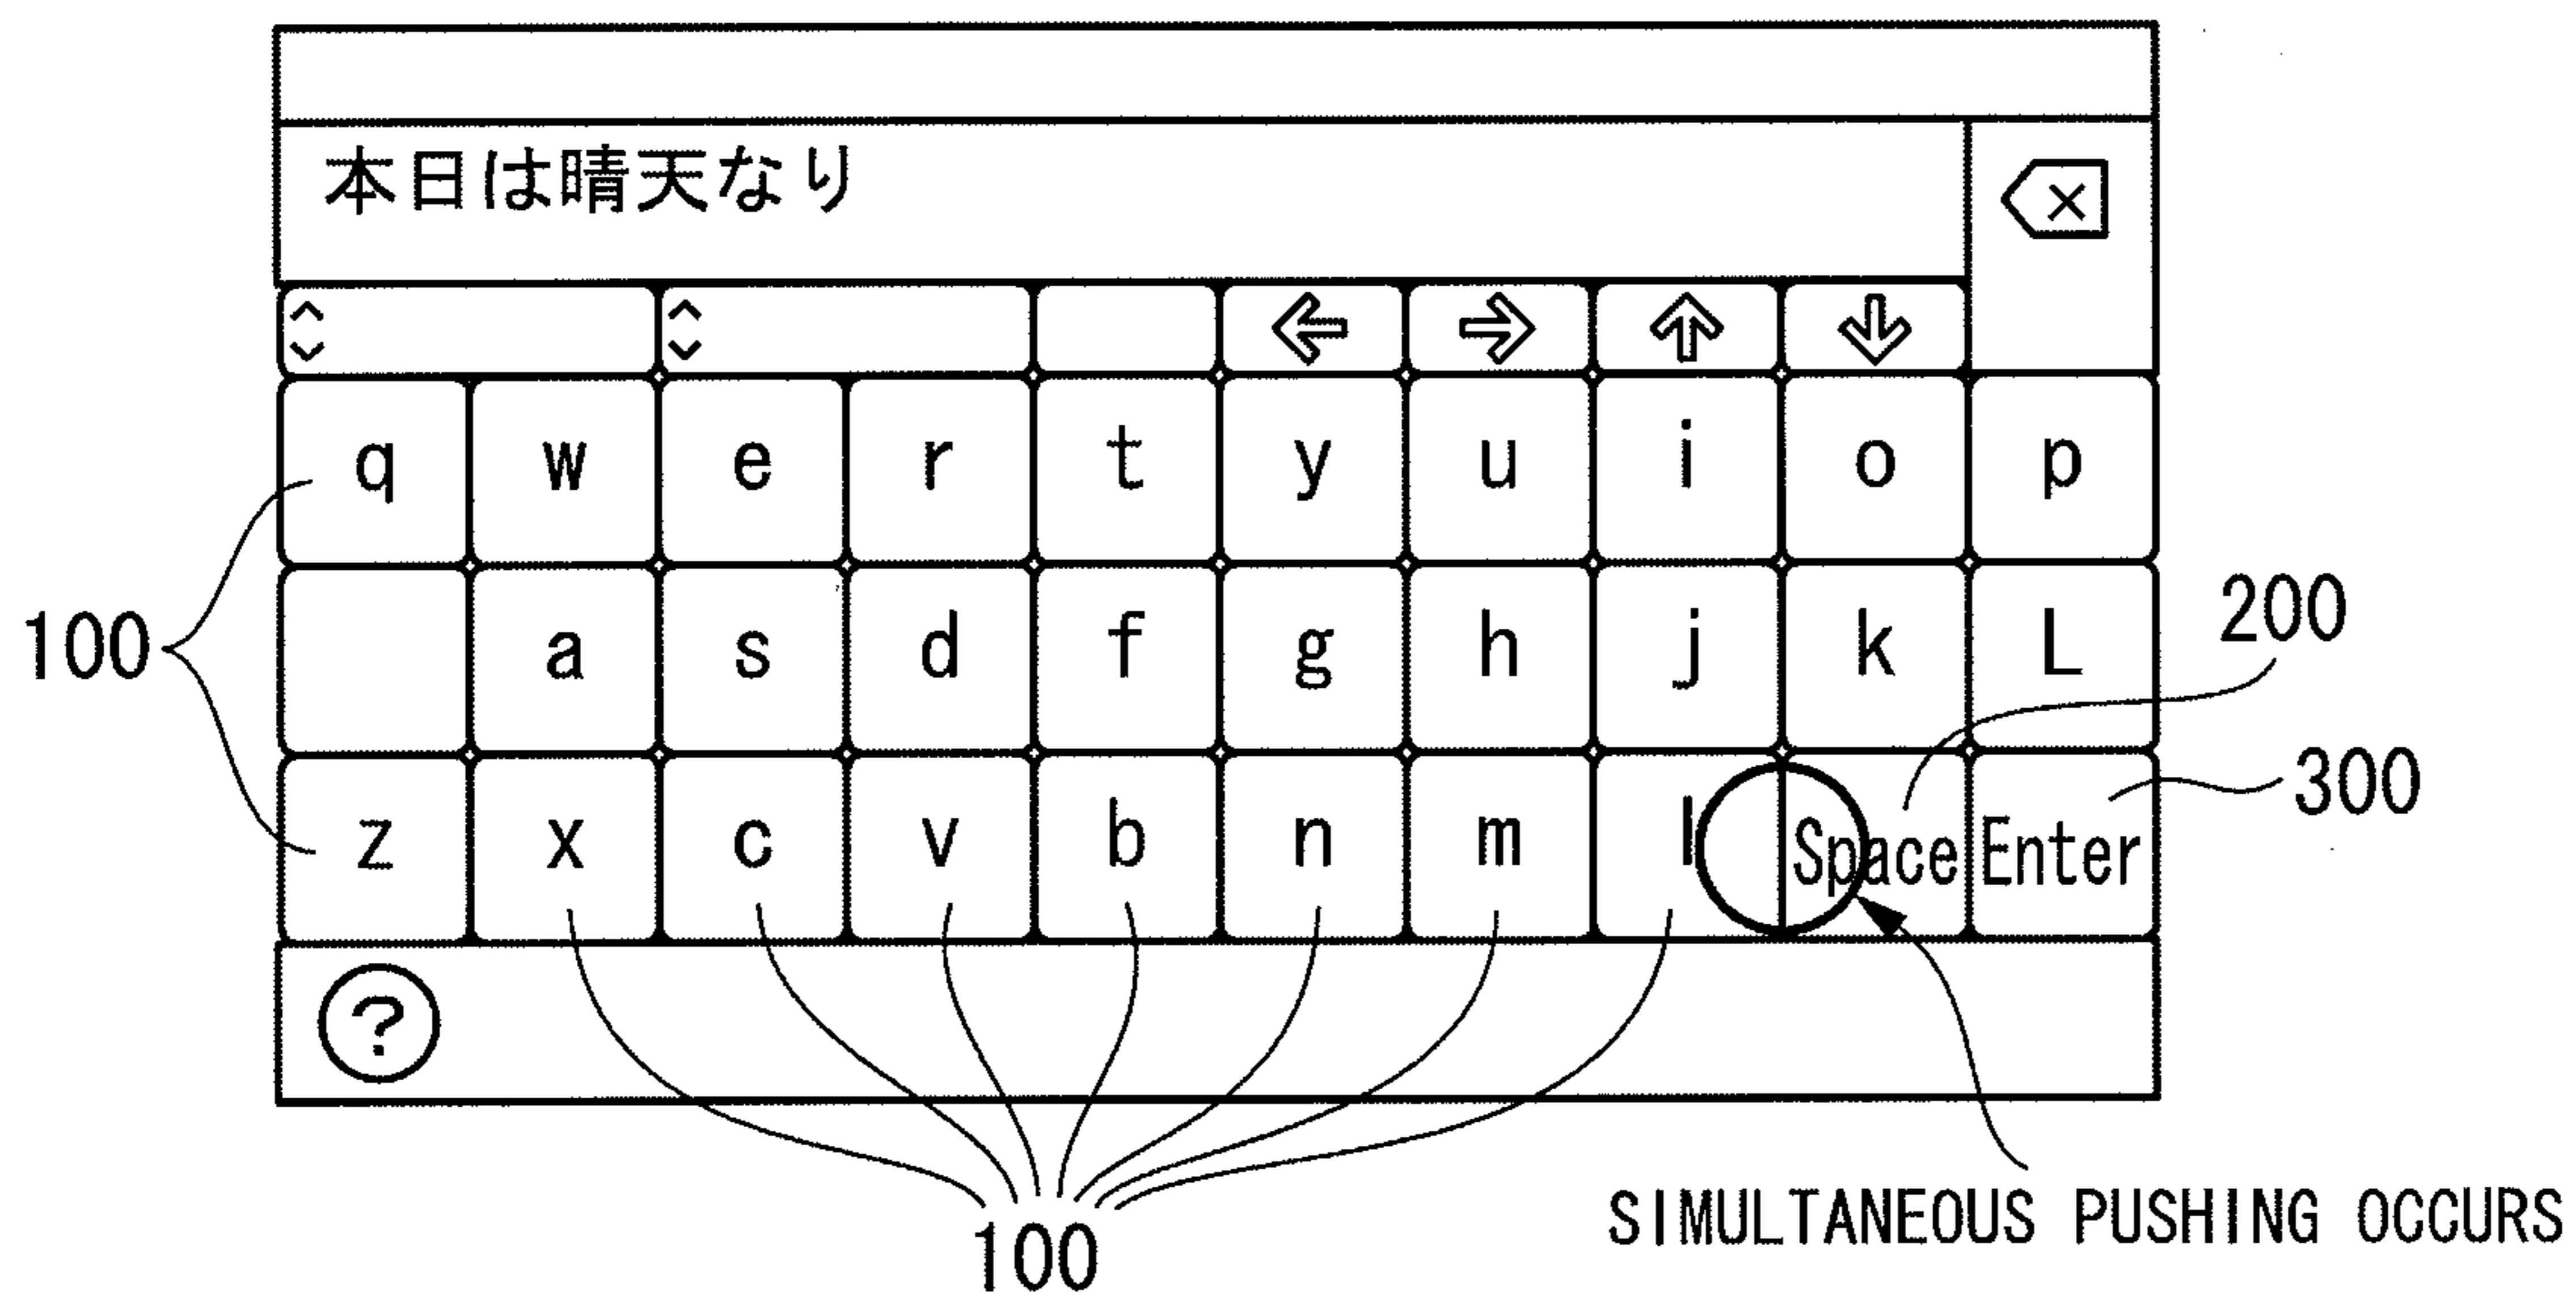 本日は晴天なり
q w e r t y u i o p
100 a s d f g h j k L 200
z x c v b n m l Space Enter 300
?
100
SIMULTANEOUS PUSHING OCCURS